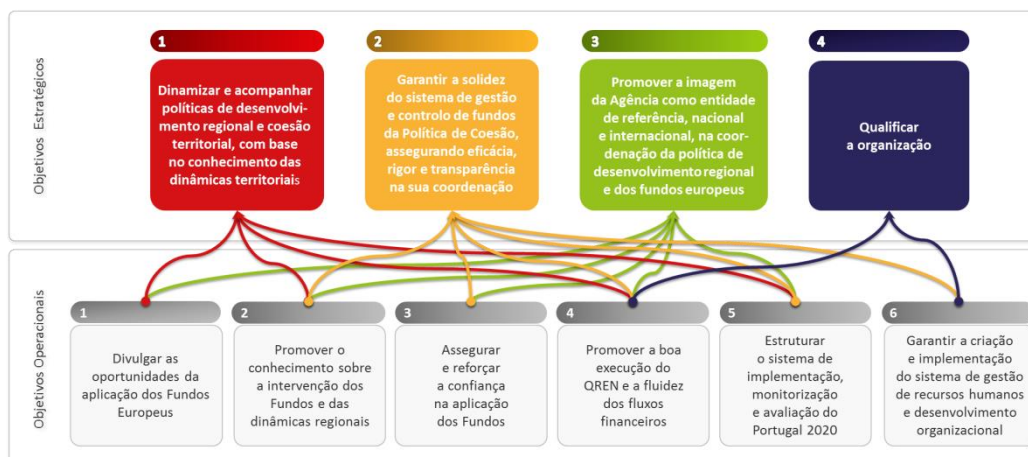 Objetivos Estratégicos
1
Dinamizar e acompanhar
políticas de desenvolvi-
mento regional e coesão
territorial, com base
no conhecimento das
dinâmicas territoriais
2
Garantir a solidez
do sistema de gestão
e controlo de fundos
da Política de Coesão,
assegurando eficácia,
rigor e transparência
na sua coordenação
3
Promover a imagem
da Agência como entidade
de referência, nacional
e internacional, na coor-
denação da política de
desenvolvimento regional
e dos fundos europeus
4
Qualificar
a organização
Objetivos Operacionais
1
Divulgar as
oportunidades da
aplicação dos Fundos
Europeus
2
Promover o
conhecimento sobre
a intervenção dos
Fundos e das
dinâmicas regionais
3
Assegurar
e reforçar
a confiança
na aplicação
dos Fundos
4
Promover a boa
execução do
QREN e a fluidez
dos fluxos
financeiros
5
Estruturar
o sistema de
implementação,
monitorização
e avaliação do
Portugal 2020
6
Garantir a criação
e implementação
do sistema de gestão
de recursos humanos
e desenvolvimento
organizacional